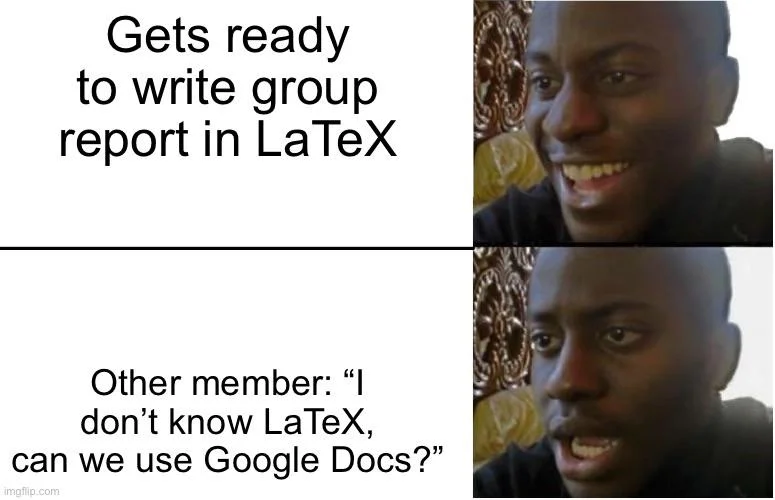 Gets ready
to write group
report in LaTeX
Other member: “I
don’t know LaTeX,
can we use Google Docs?”
imgflip.com